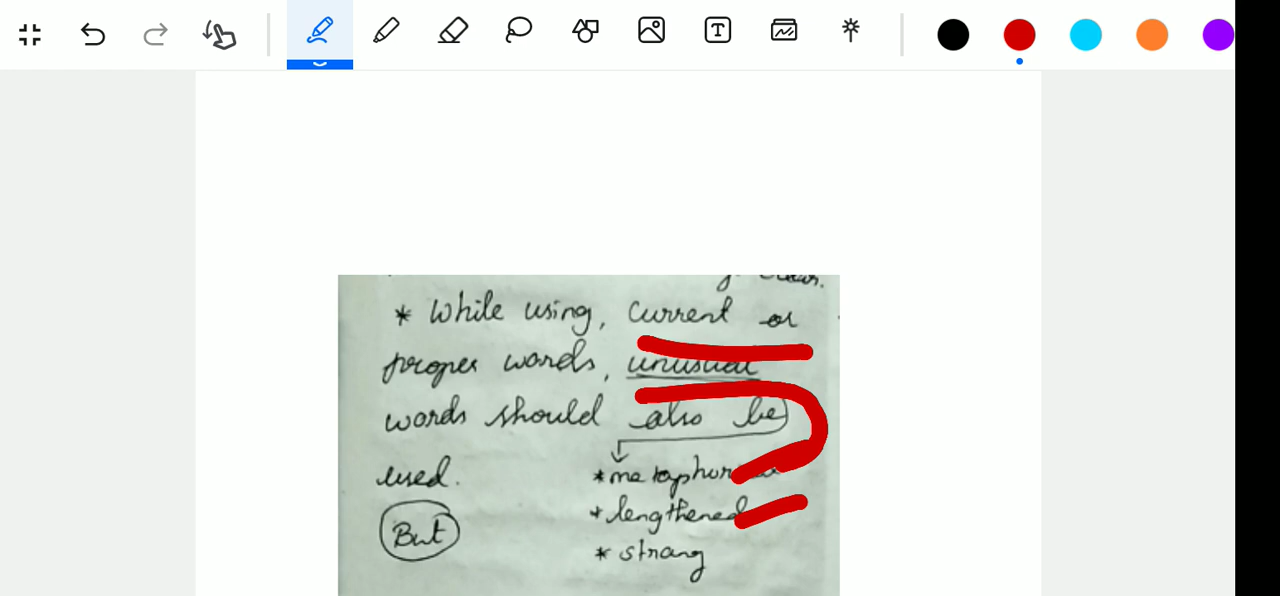 * While using, current or
proper words, unusual
words should also be
used.
* metaphor
* lengthened
* strang
But